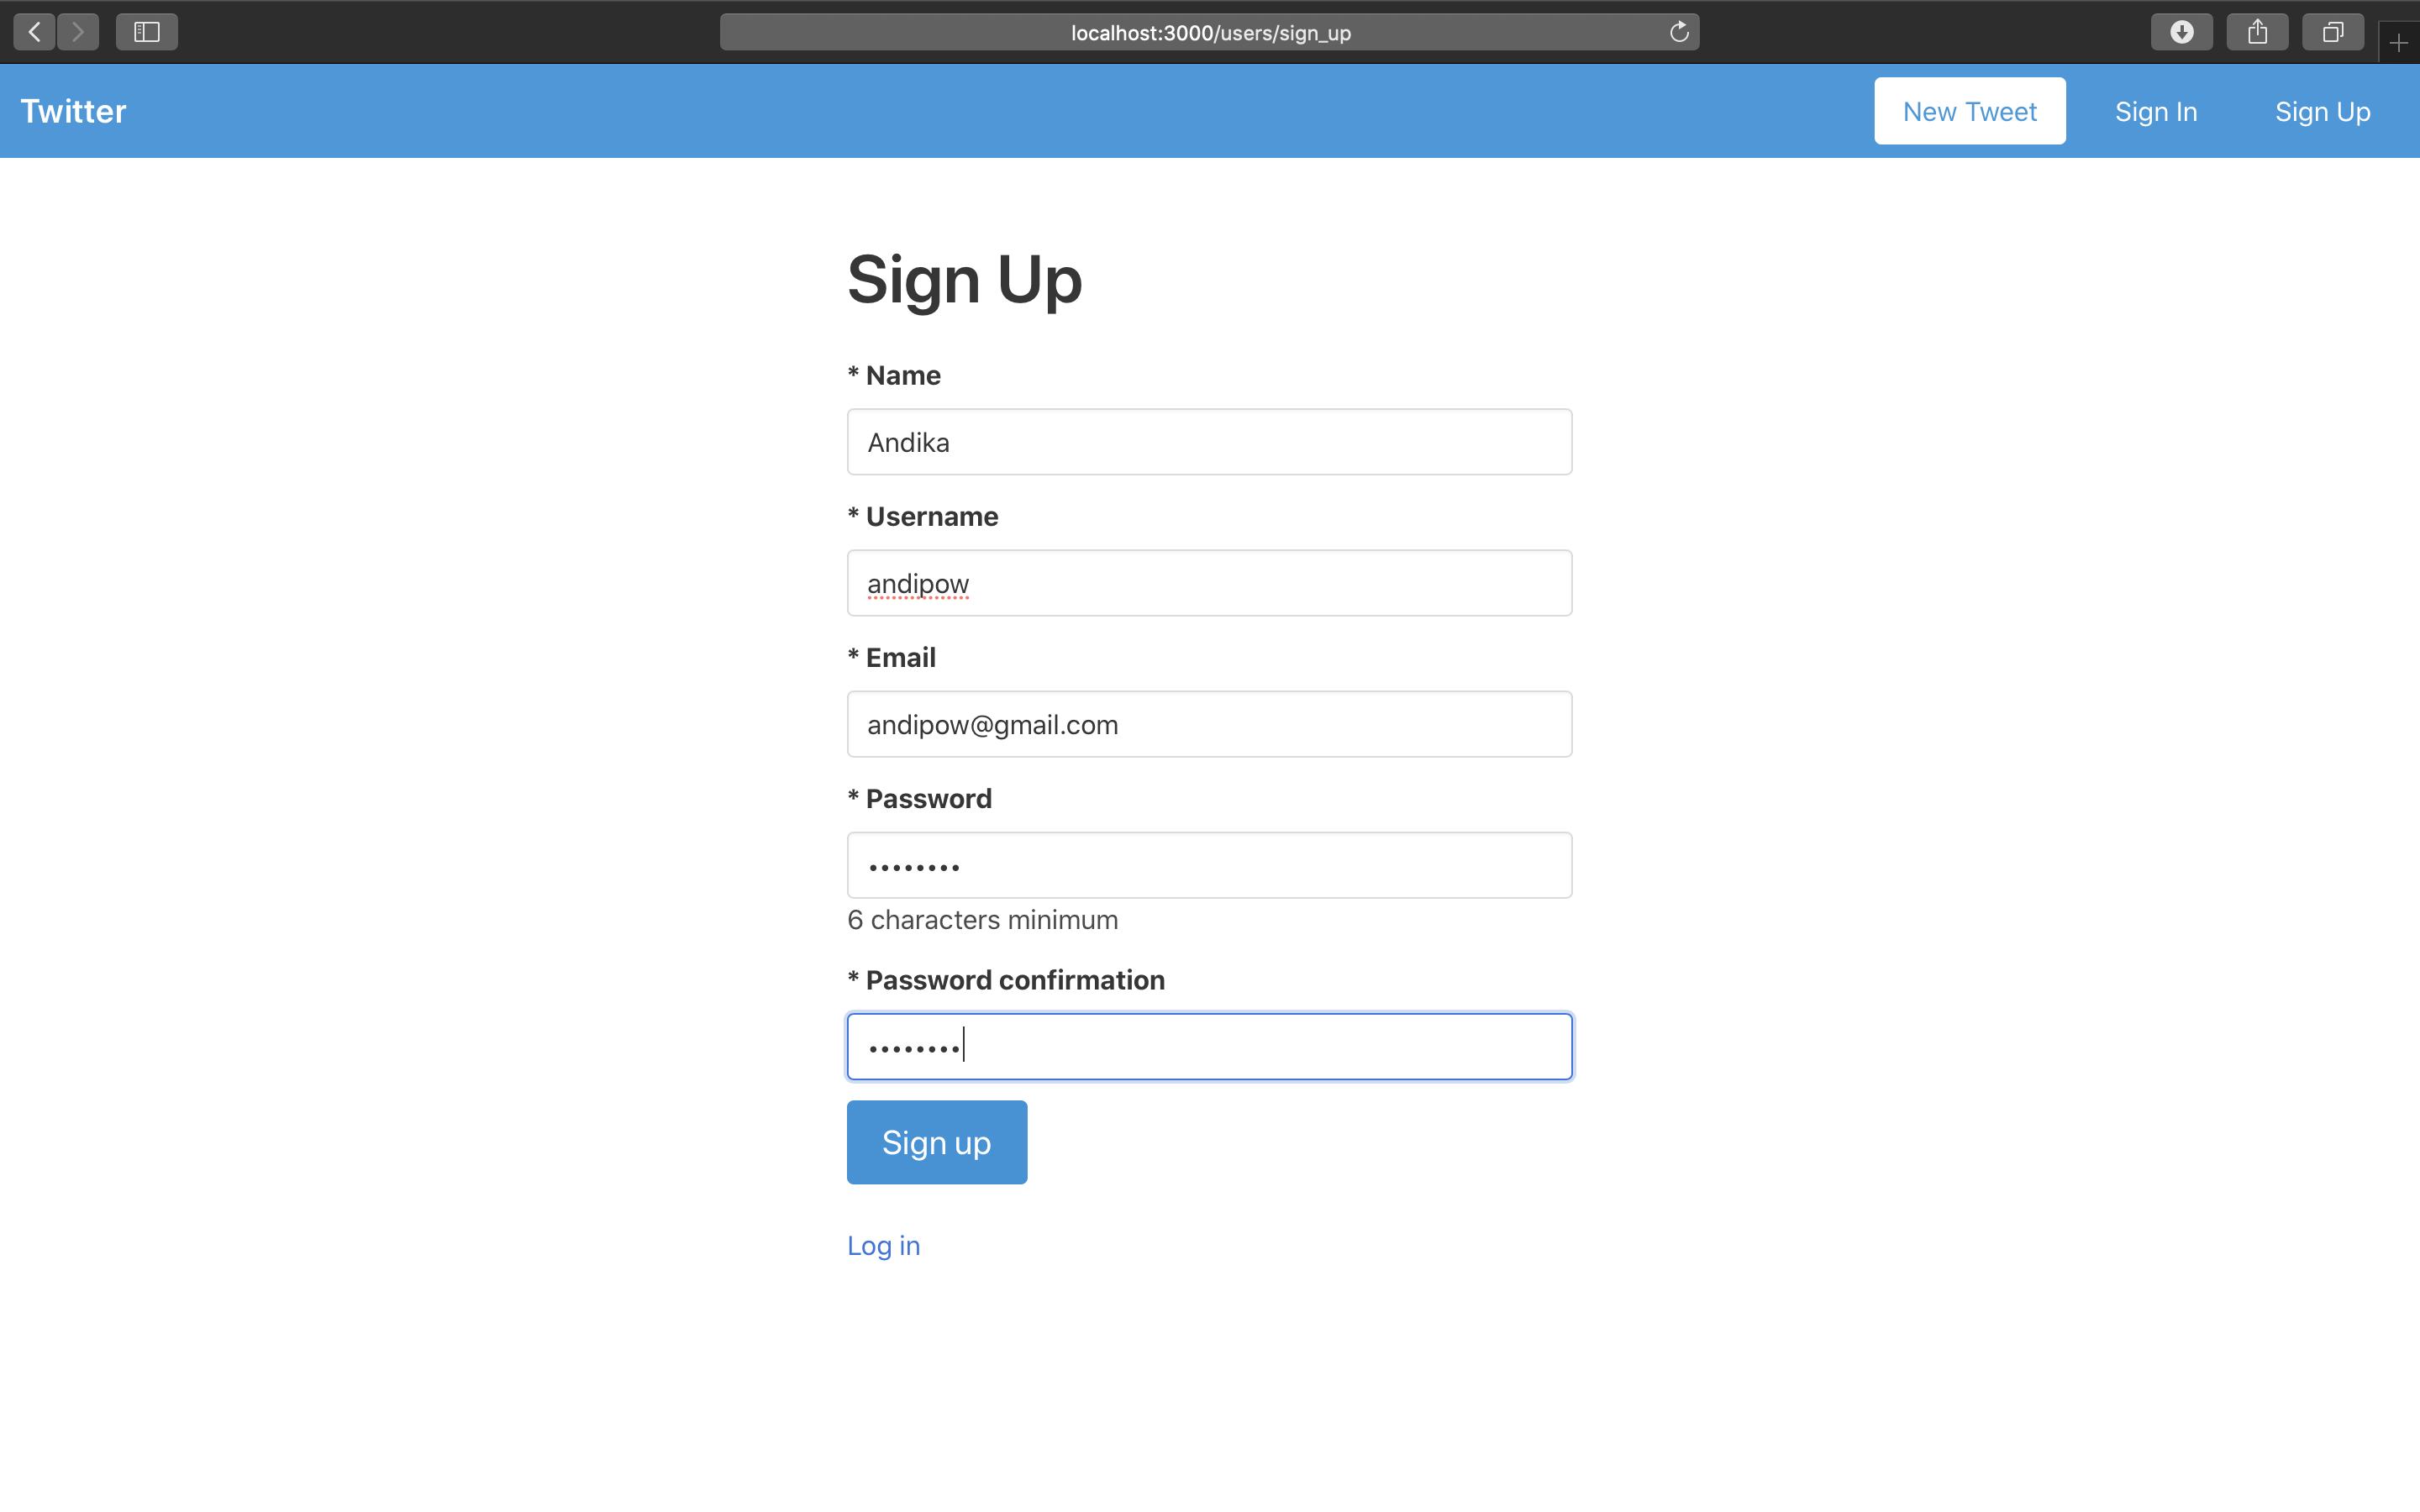 localhost:3000/users/sign_up
Twitter
New Tweet
Sign In
Sign Up
Sign Up
* Name
Andika
* Username
andipow
* Email
andipow@gmail.com
* Password
••••••••
6 characters minimum
* Password confirmation
••••••••
Sign up
Log in